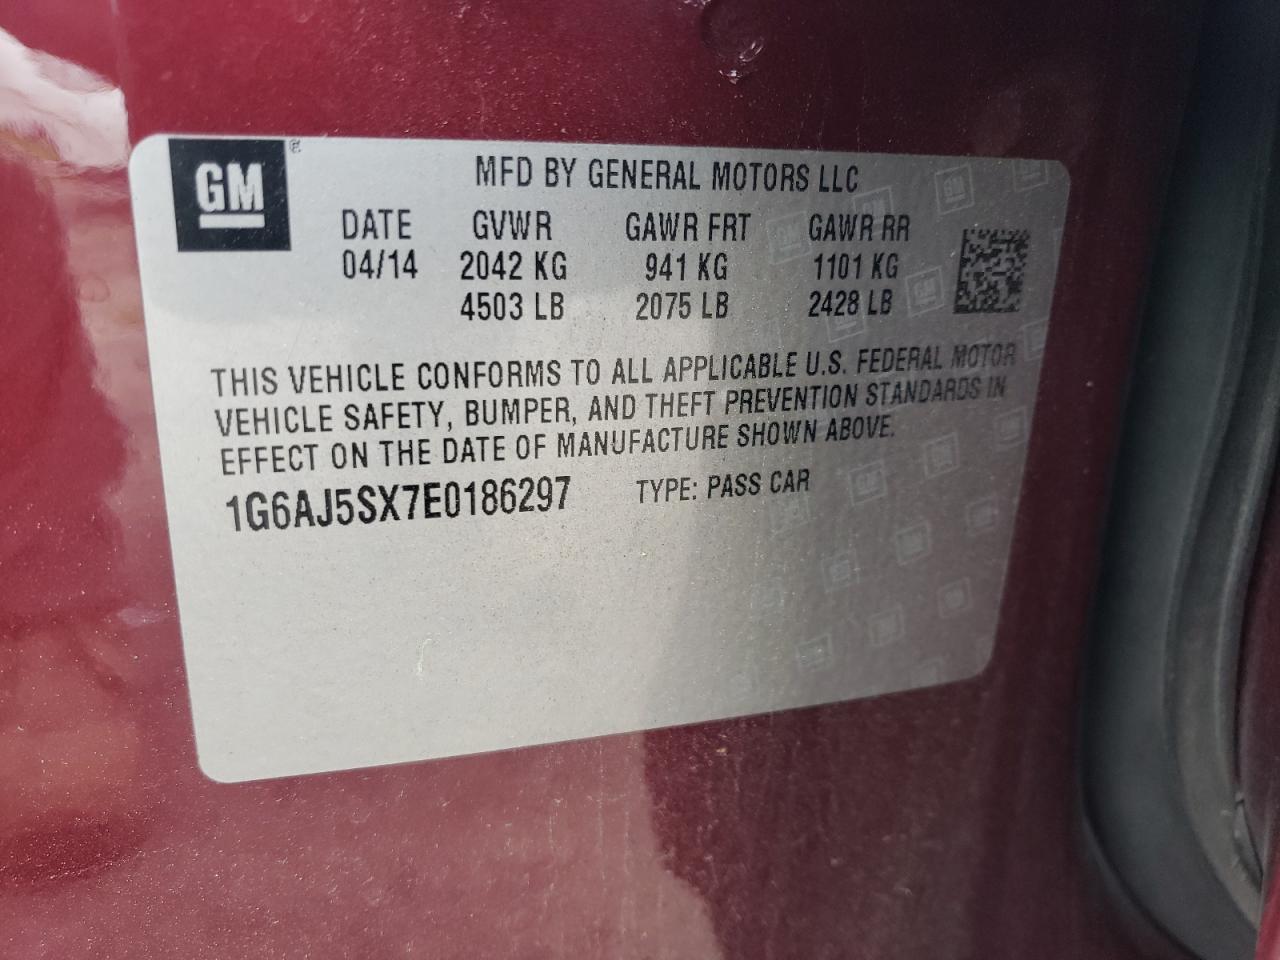 GM®
MFD BY GENERAL MOTORS LLC
DATE GVWR GAWR FRT GAWR RR
04/14 2042 KG 941 KG 1101 KG
4503 LB 2075 LB 2428 LB
THIS VEHICLE CONFORMS TO ALL APPLICABLE U.S. FEDERAL MOTOR
VEHICLE SAFETY, BUMPER, AND THEFT PREVENTION STANDARDS IN
EFFECT ON THE DATE OF MANUFACTURE SHOWN ABOVE.
1G6AJ5SX7E0186297 TYPE: PASS CAR